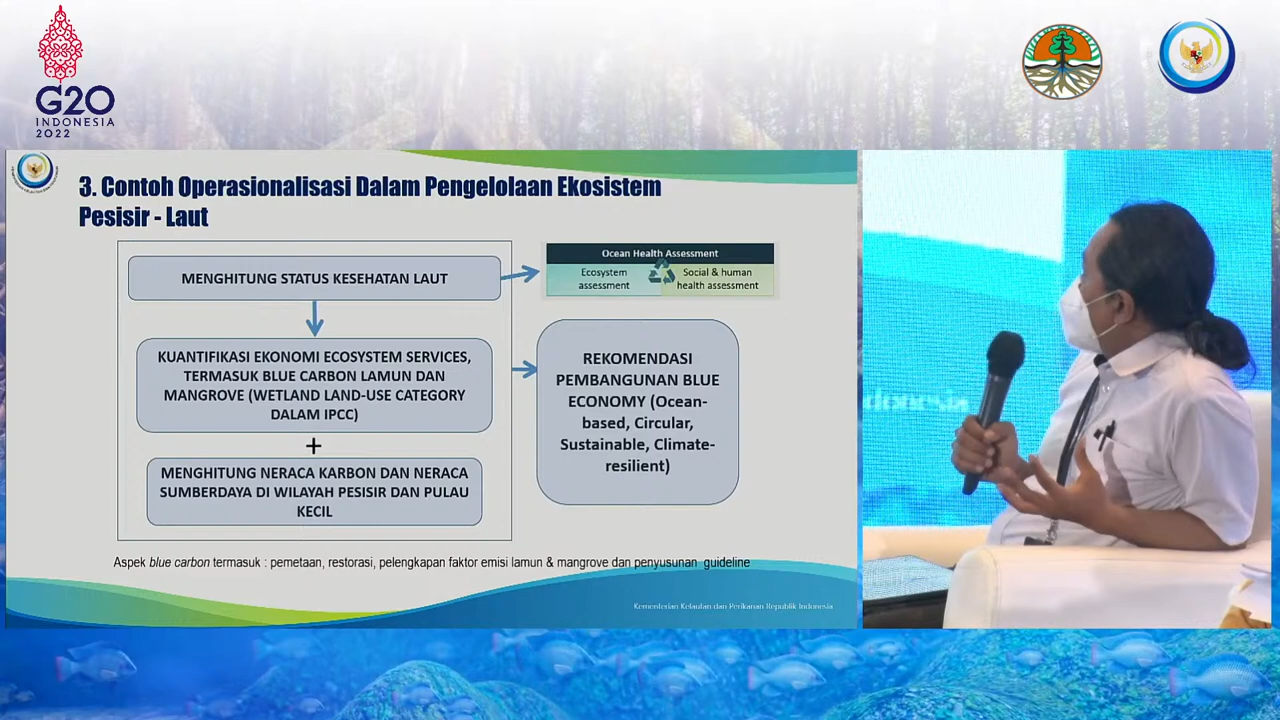 G20
INDONESIA
2022
3. Contoh Operasionalisasi Dalam Pengelolaan Ekosistem
Pesisir - Laut
MENGHITUNG STATUS KESEHATAN LAUT
Ocean Health Assessment
Ecosystem
assessment
Social & human
health assessment
KUANTIFIKASI EKONOMI ECOSYSTEM SERVICES,
TERMASUK BLUE CARBON LAMUN DAN
MANGROVE (WETLAND LAND-USE CATEGORY
DALAM IPCC)
+
MENGHITUNG NERACA KARBON DAN NERACA
SUMBERDAYA DI WILAYAH PESISIR DAN PULAU
KECIL
REKOMENDASI
PEMBANGUNAN BLUE
ECONOMY (Ocean-
based, Circular,
Sustainable, Climate-
resilient)
Aspek blue carbon termasuk : pemetaan, restorasi, pelengkapan faktor emisi lamun & mangrove dan penyusunan guideline
Kementerian Kelautan dan Perikanan Republik Indonesia